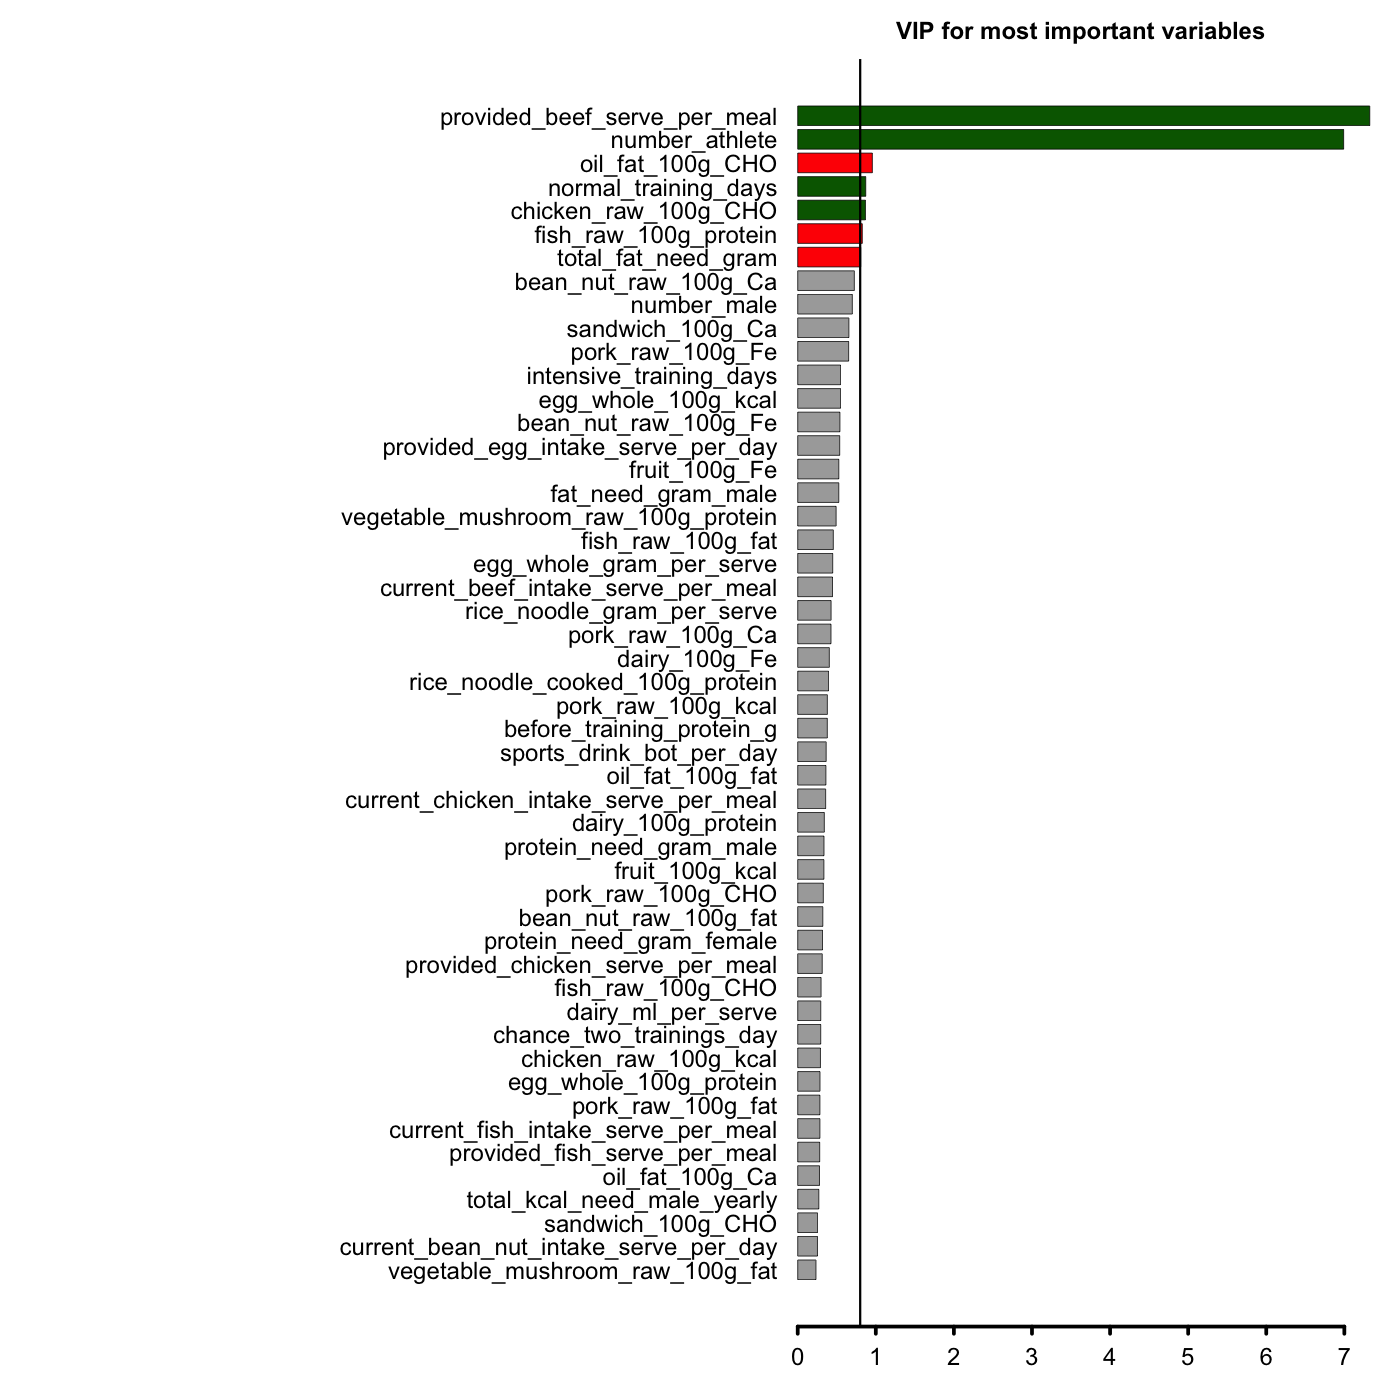 VIP for most important variables
provided_beef_serve_per_meal
number_athlete
oil_fat_100g_CHO
normal_training_days
chicken_raw_100g_CHO
fish_raw_100g_protein
total_fat_need_gram
bean_nut_raw_100g_Ca
number_male
sandwich_100g_Ca
pork_raw_100g_Fe
intensive_training_days
egg_whole_100g_kcal
bean_nut_raw_100g_Fe
provided_egg_intake_serve_per_day
fruit_100g_Fe
fat_need_gram_male
vegetable_mushroom_raw_100g_protein
fish_raw_100g_fat
egg_whole_gram_per_serve
current_beef_intake_serve_per_meal
rice_noodle_gram_per_serve
pork_raw_100g_Ca
dairy_100g_Fe
rice_noodle_cooked_100g_protein
pork_raw_100g_kcal
before_training_protein_g
sports_drink_bot_per_day
oil_fat_100g_fat
current_chicken_intake_serve_per_meal
dairy_100g_protein
protein_need_gram_male
fruit_100g_kcal
pork_raw_100g_CHO
bean_nut_raw_100g_fat
protein_need_gram_female
provided_chicken_serve_per_meal
fish_raw_100g_CHO
dairy_ml_per_serve
chance_two_trainings_day
chicken_raw_100g_kcal
egg_whole_100g_protein
pork_raw_100g_fat
current_fish_intake_serve_per_meal
provided_fish_serve_per_meal
oil_fat_100g_Ca
total_kcal_need_male_yearly
sandwich_100g_CHO
current_bean_nut_intake_serve_per_day
vegetable_mushroom_raw_100g_fat
0 1 2 3 4 5 6 7